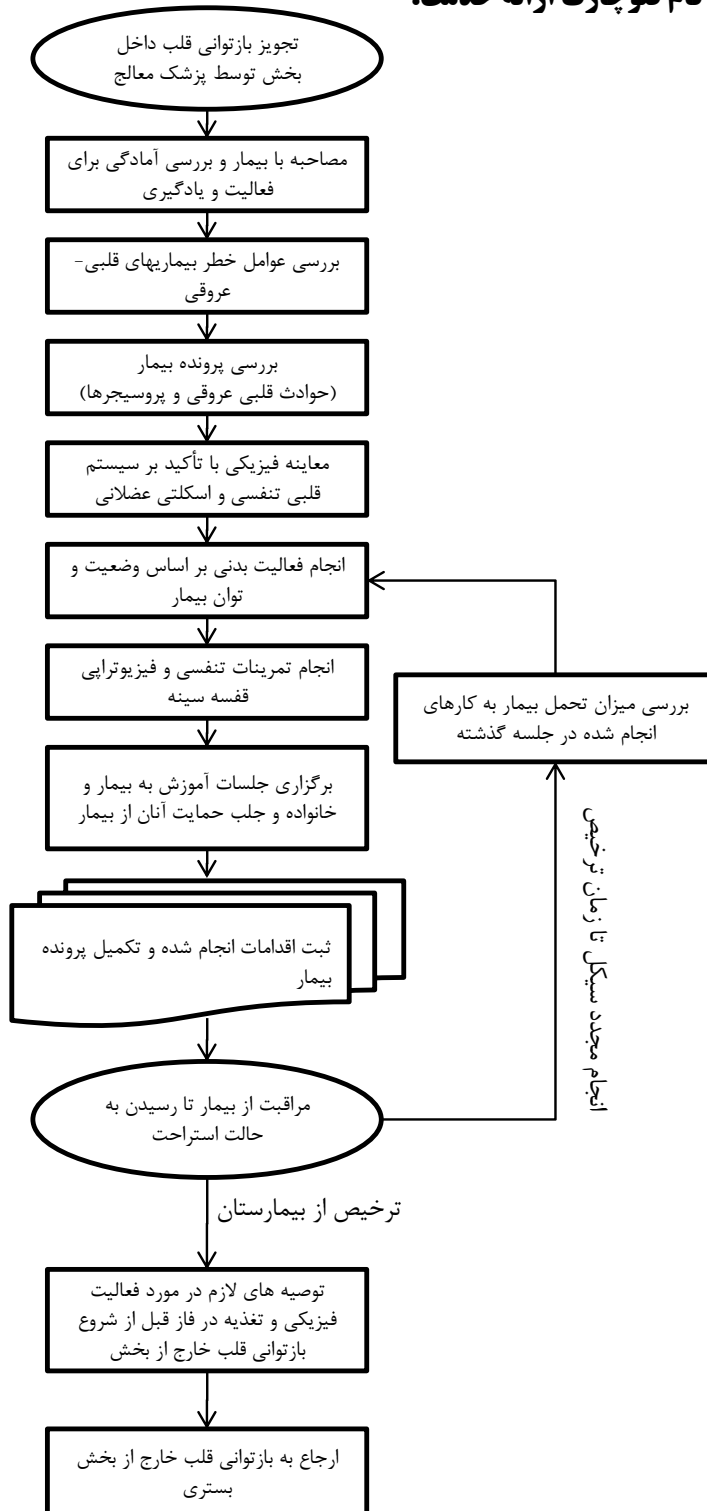 تجویز بازتوانی قلب داخل
بخش توسط پزشک معالج
مصاحبه با بیمار و بررسی آمادگی برای
فعالیت و یادگیری
بررسی عوامل خطر بیماریهای قلبی-
عروقی
بررسی پرونده بیمار
(حوادث قلبی عروقی و پروسیجرها)
معاینه فیزیکی با تأکید بر سیستم
قلبی تنفسی و اسکلتی عضلانی
انجام فعالیت بدنی بر اساس وضعیت و
توان بیمار
انجام تمرینات تنفسی و فیزیوتراپی
قفسه سینه
بررسی میزان تحمل بیمار به کارهای
انجام شده در جلسه گذشته
برگزاری جلسات آموزش به بیمار و
خانواده و جلب حمایت آنان از بیمار
ثبت اقدامات انجام شده و تکمیل پرونده
بیمار
انجام مجدد سیکل تا زمان ترخیص
مراقبت از بیمار تا رسیدن به
حالت استراحت
ترخیص از بیمارستان
توصیه های لازم در مورد فعالیت
فیزیکی و تغذیه در فاز قبل از شروع
بازتوانی قلب خارج از بخش
ارجاع به بازتوانی قلب خارج از بخش
بستری